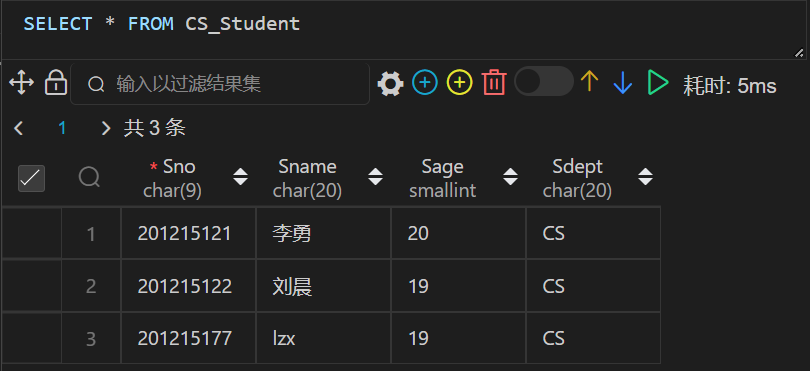 SELECT * FROM CS_Student
输入以过滤结果集 耗时: 5ms
1 共 3 条
* Sno Sname Sage Sdept
char(9) char(20) smallint char(20)
1 201215121 李勇 20 CS
2 201215122 刘晨 19 CS
3 201215177 lzx 19 CS